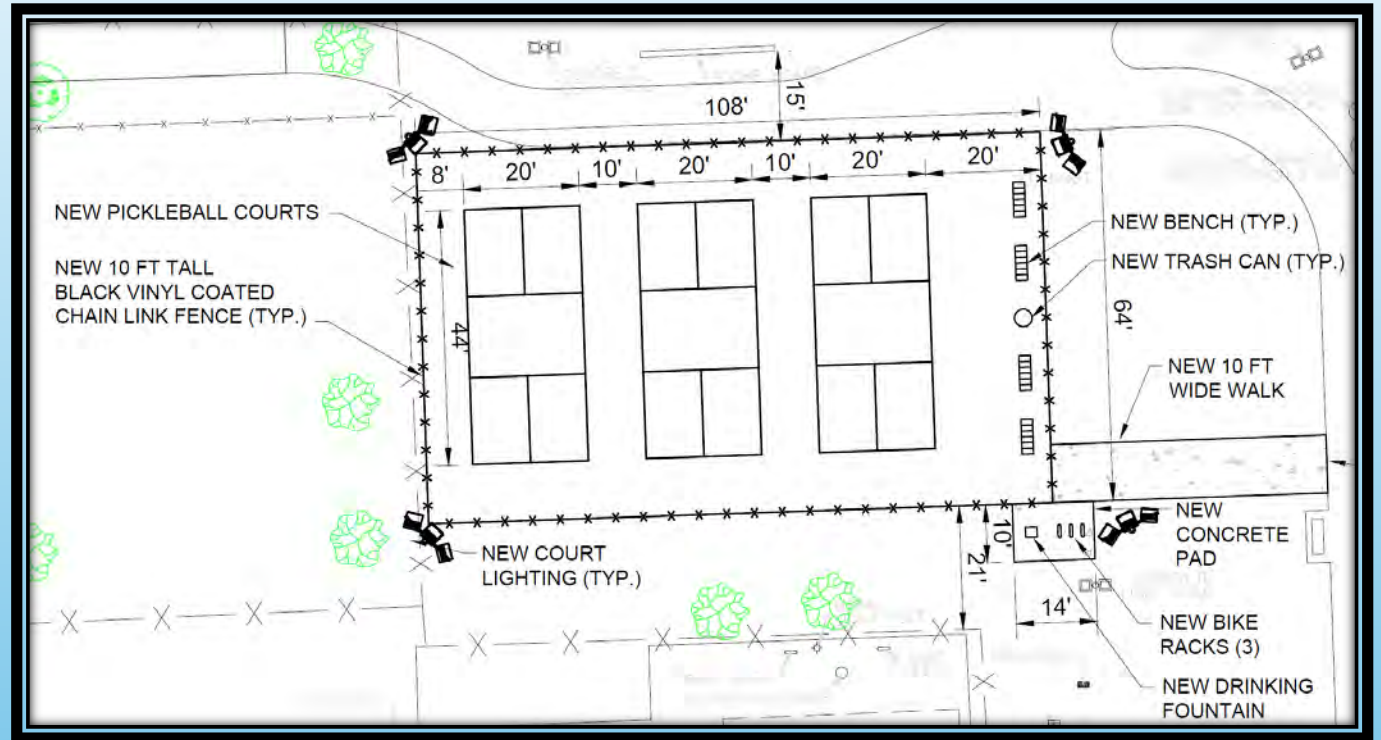 108'
15'
8'
20'
10'
20'
10'
20'
20'
NEW PICKLEBALL COURTS
NEW 10 FT TALL
BLACK VINYL COATED
CHAIN LINK FENCE (TYP.)
44'
NEW BENCH (TYP.)
NEW TRASH CAN (TYP.)
64'
NEW 10 FT
WIDE WALK
NEW COURT
LIGHTING (TYP.)
21'
10'
14'
NEW
CONCRETE
PAD
NEW BIKE
RACKS (3)
NEW DRINKING
FOUNTAIN